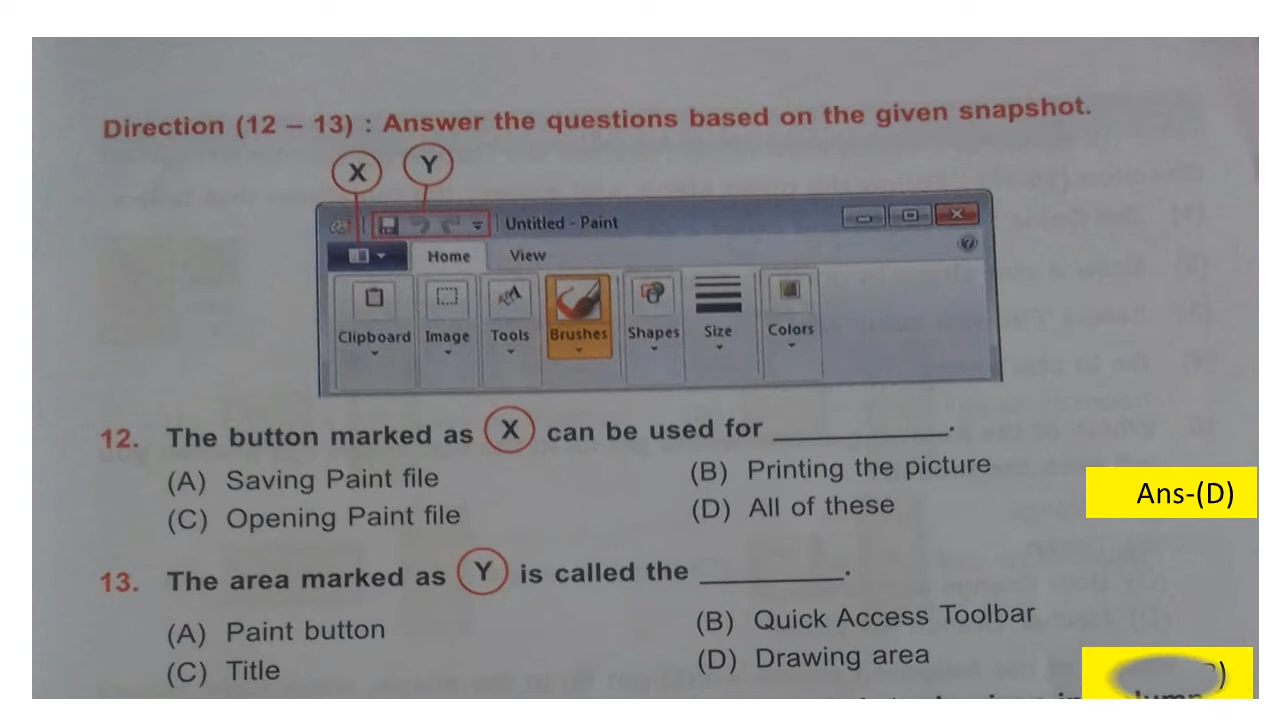 Direction (12 – 13) : Answer the questions based on the given snapshot.
X Y
Untitled - Paint
Home View
Clipboard Image Tools Brushes Shapes Size Colors
12. The button marked as X can be used for ________.
(A) Saving Paint file (B) Printing the picture
Ans-(D)
(C) Opening Paint file (D) All of these
13. The area marked as Y is called the ________.
(A) Paint button (B) Quick Access Toolbar
(C) Title (D) Drawing area
)